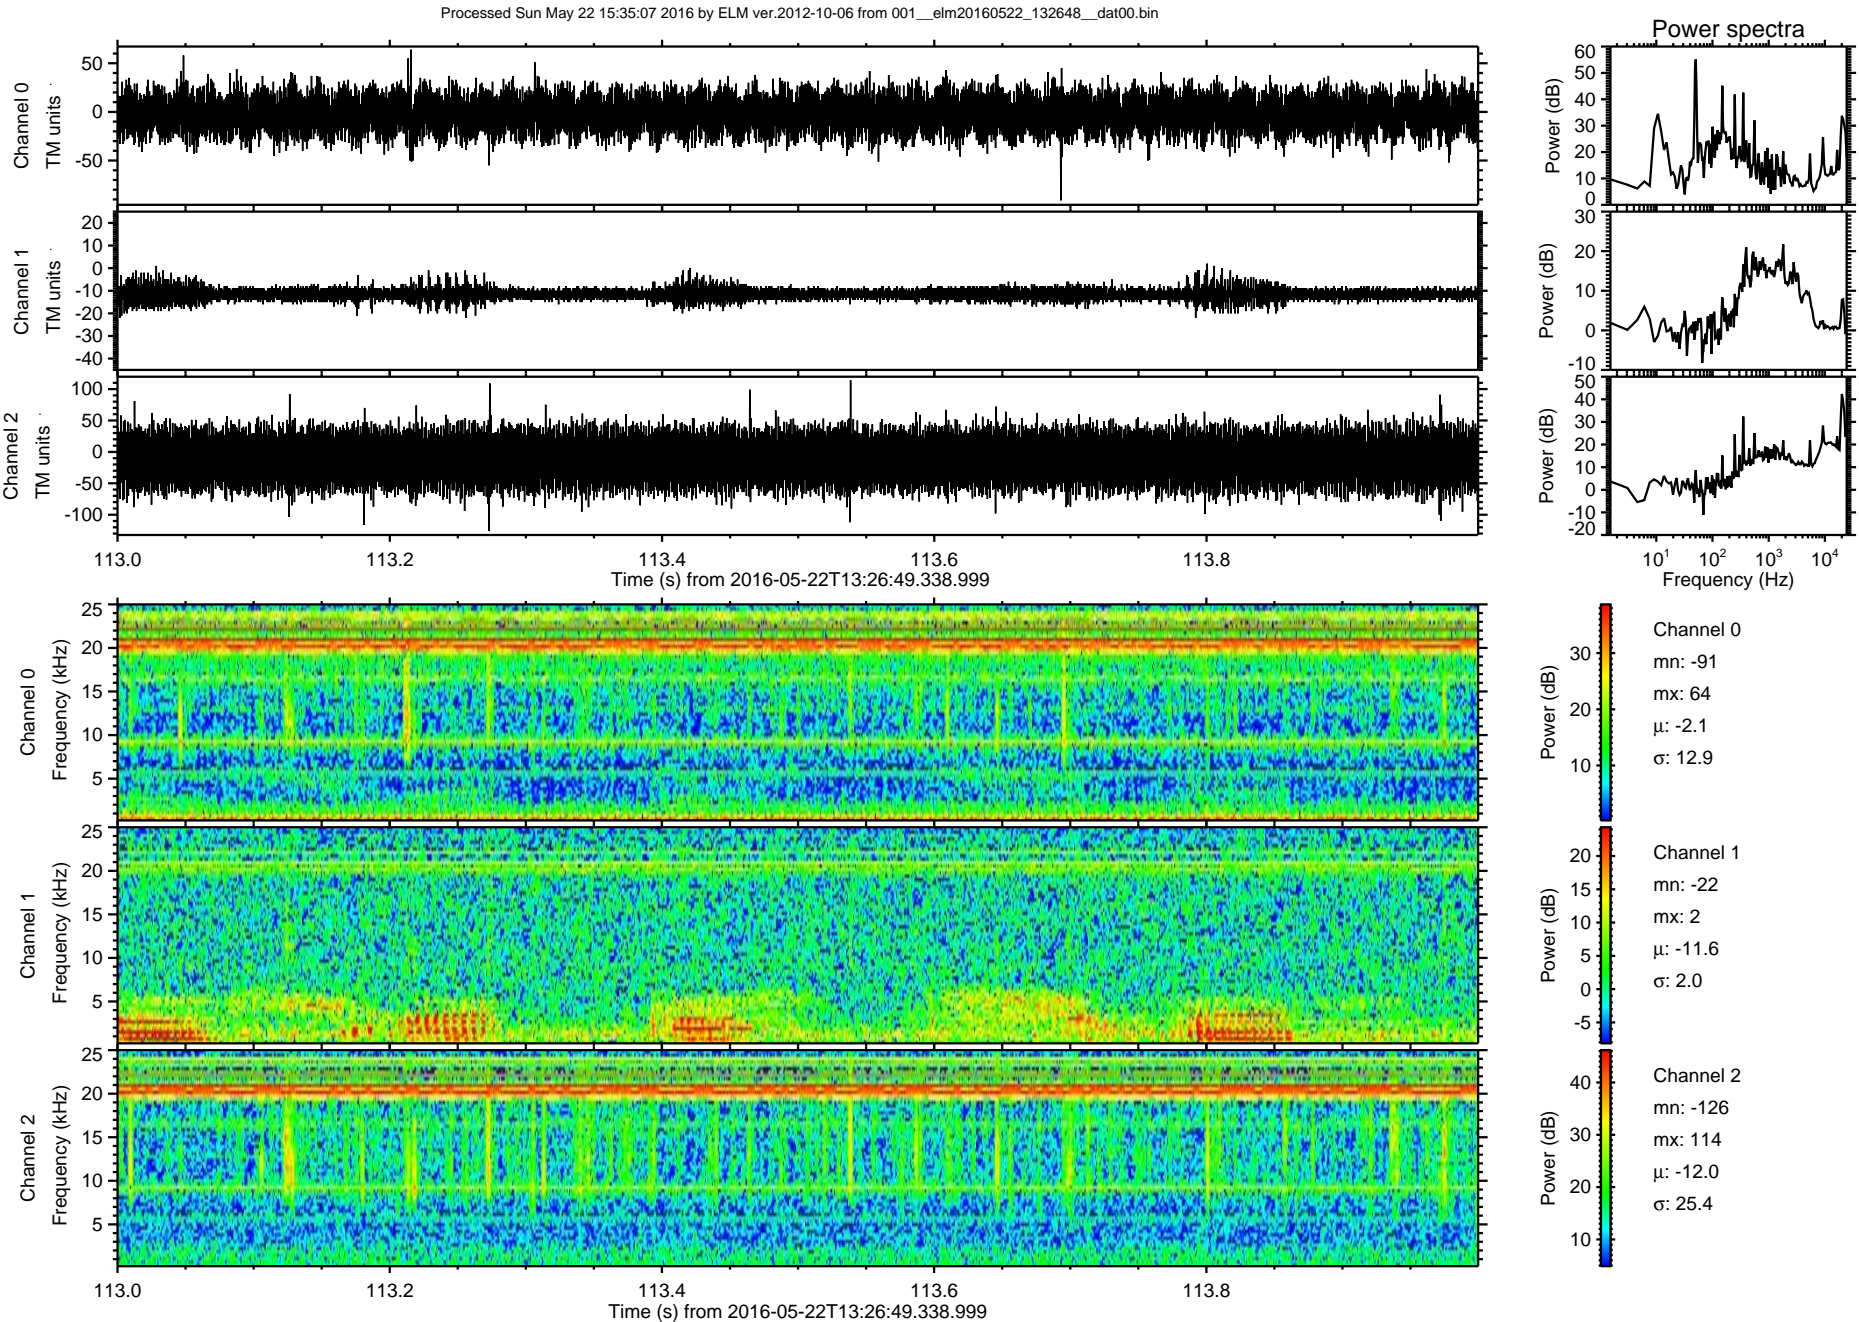 Processed Sun May 22 15:35:07 2016 by ELM ver.2012-10-06 from 001__elm20160522_132648__dat00.bin
Power spectra
Channel 0
TM units
50
0
-50
Power (dB)
60
50
40
30
20
10
0
Channel 1
TM units
20
10
0
-10
-20
-30
-40
Power (dB)
30
20
10
0
-10
Channel 2
TM units
100
50
0
-50
-100
Power (dB)
50
40
30
20
10
0
-10
-20
113.0 113.2 113.4 113.6 113.8
Time (s) from 2016-05-22T13:26:49.338.999
10^1 10^2 10^3 10^4
Frequency (Hz)
Channel 0
Frequency (kHz)
25
20
15
10
5
Power (dB)
30
20
10
Channel 0
mn: -91
mx: 64
μ: -2.1
σ: 12.9
Channel 1
Frequency (kHz)
25
20
15
10
5
Power (dB)
20
15
10
5
0
-5
Channel 1
mn: -22
mx: 2
μ: -11.6
σ: 2.0
Channel 2
Frequency (kHz)
25
20
15
10
5
Power (dB)
40
30
20
10
Channel 2
mn: -126
mx: 114
μ: -12.0
σ: 25.4
113.0 113.2 113.4 113.6 113.8
Time (s) from 2016-05-22T13:26:49.338.999